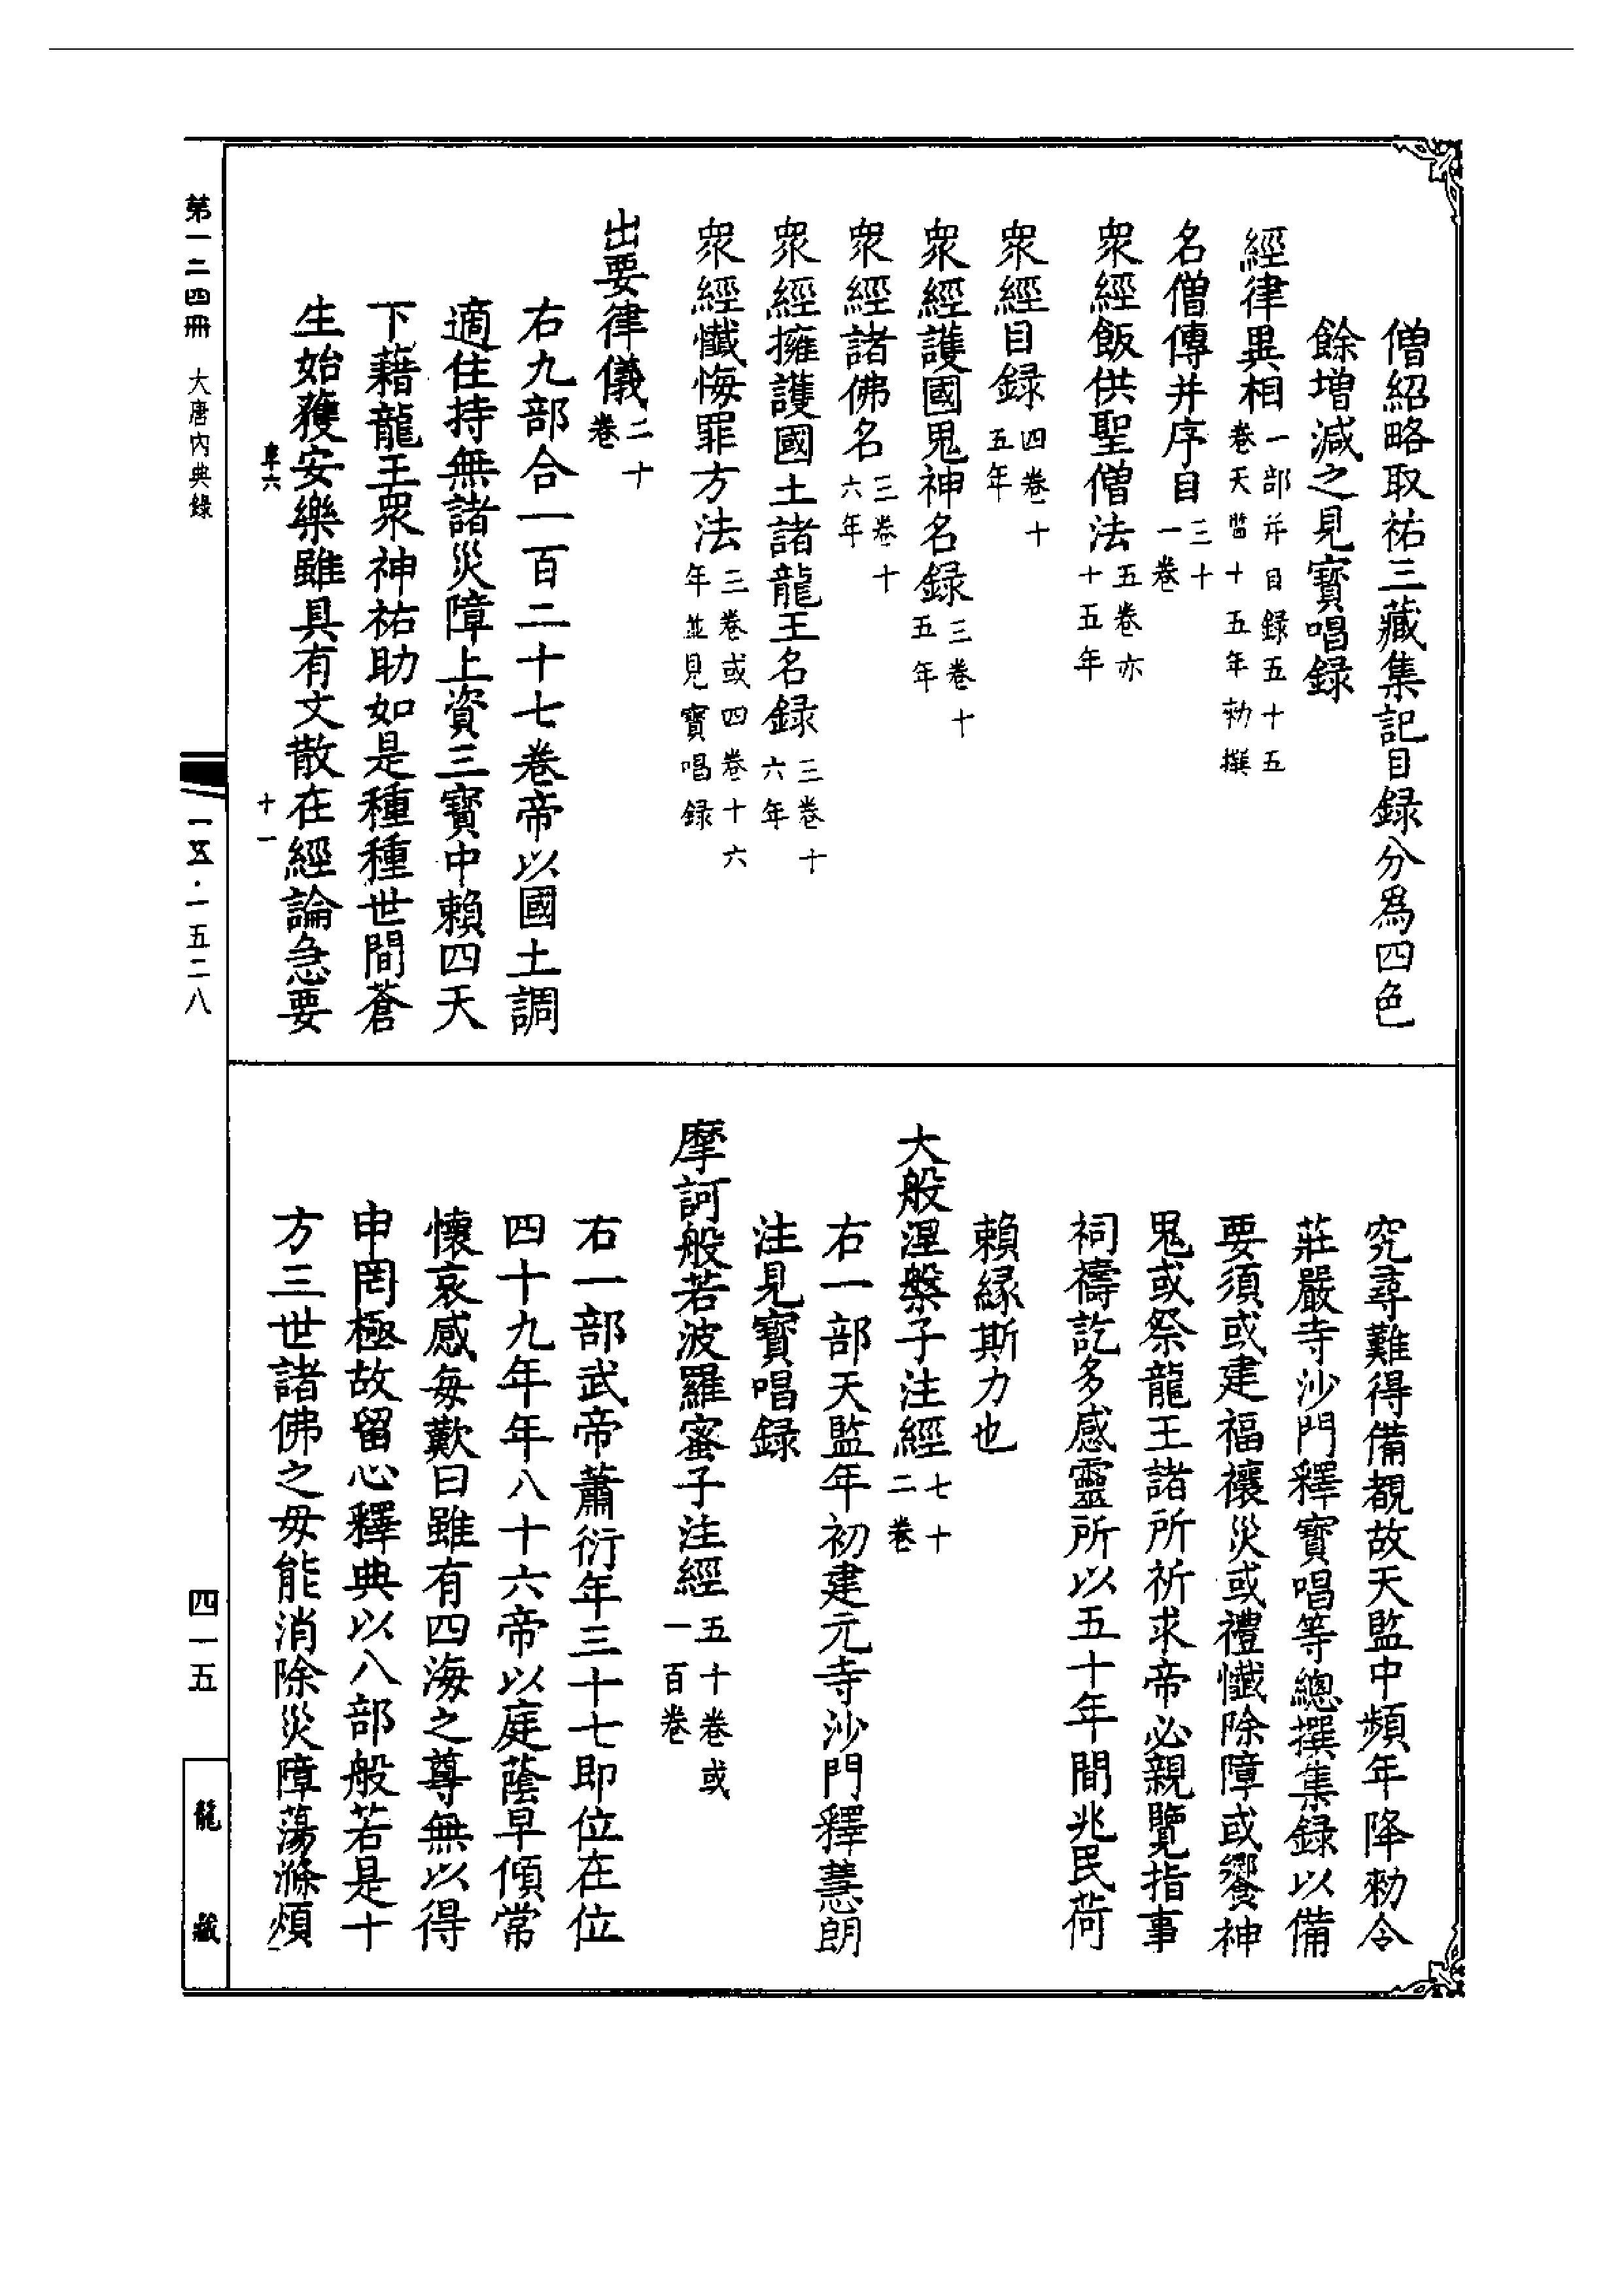 僧紹略取祐三藏集記目録分爲四色
餘增減之見寶唱録
經律異相一部并目録五十五卷天監十五年勑撰
名僧傳并序目三十一卷
衆經飯供聖僧法五卷亦十五年
衆經目録四卷十五年
衆經護國鬼神名録三卷十五年
衆經諸佛名三卷十六年
衆經擁護國土諸龍王名録三卷十六年
衆經懺悔罪方法三卷或四卷十六年並見寶唱録
出要律儀二十卷
右九部合一百二十七卷帝以國土調
適住持無諸災障上資三寶中賴四天
下藉龍王衆神祐助如是種種世間蒼
生始獲安樂雖具有文散在經論急要
阜六 十一
究尋難得備覩故天監中頻年降勑令
莊嚴寺沙門釋寶唱等總撰集録以備
要須或建福禳災或禮懺除障或饗神
鬼或祭龍王諸所祈求帝必親覽指事
祠禱訖多感靈所以五十年間兆民荷
賴縁斯力也
大般涅槃子注經七十二卷
右一部天監年初建元寺沙門釋慧朗
注見寶唱録
摩訶般若波羅蜜子注經五十卷或一百卷
右一部武帝蕭衍年三十七即位在位
四十九年年八十六帝以庭蔭早傾常
懷哀感每歎曰雖有四海之尊無以得
申罔極故留心釋典以八部般若是十
方三世諸佛之毋能消除災障蕩滌煩
第一二四冊 大唐內典錄
一五五·一五二八
四一五
龍藏